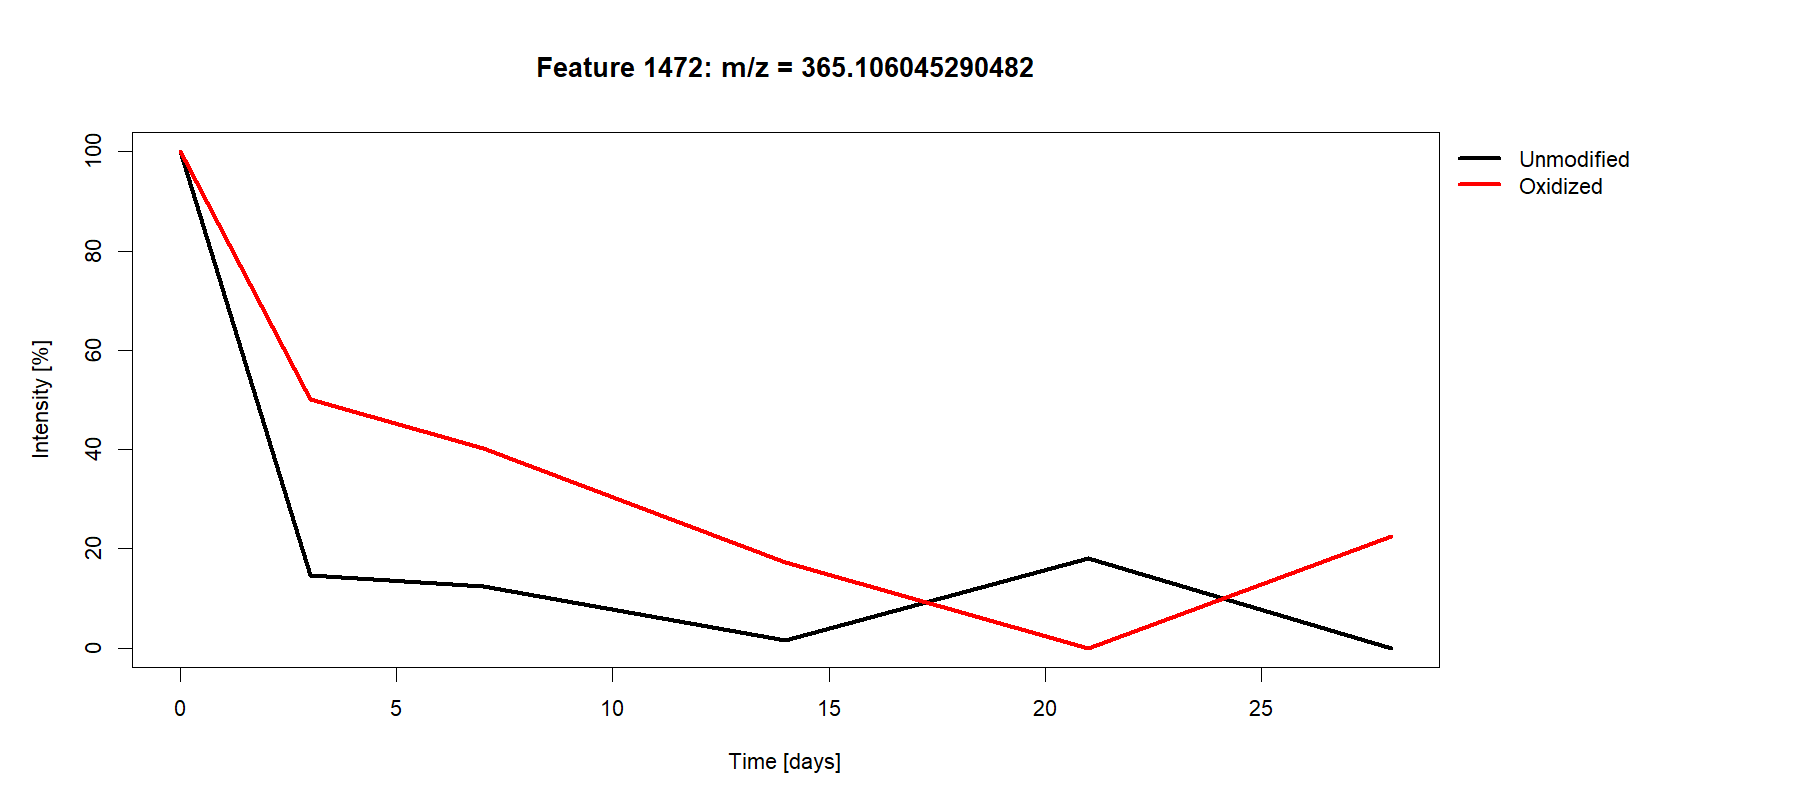 Feature 1472: m/z = 365.106045290482
Unmodified
Oxidized
Intensity [%]
100
80
60
40
20
0
0 5 10 15 20 25
Time [days]